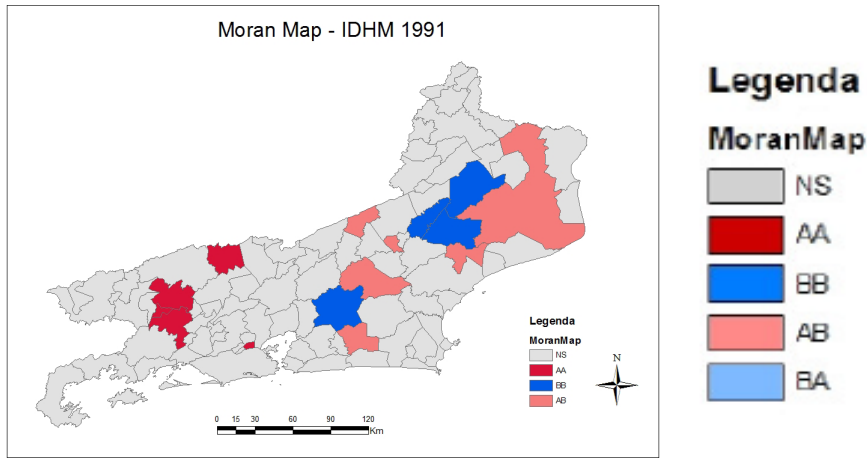 Moran Map - IDHM 1991
Legenda
MoranMap
NS
AA
BB
AB
N
0 15 30 60 90 120
Km
Legenda
MoranMap
NS
AA
BB
AB
BA